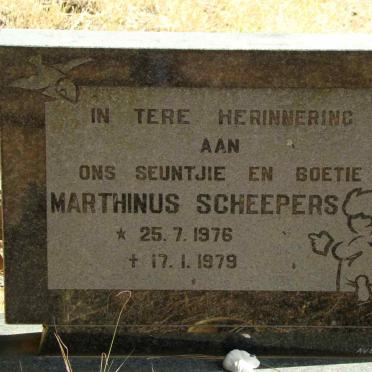 IN TERE HERINNERING
AAN
ONS SEUNTJIE EN BOETIE
MARTHINUS SCHEEPERS
* 25.7.1976
† 17.1.1979